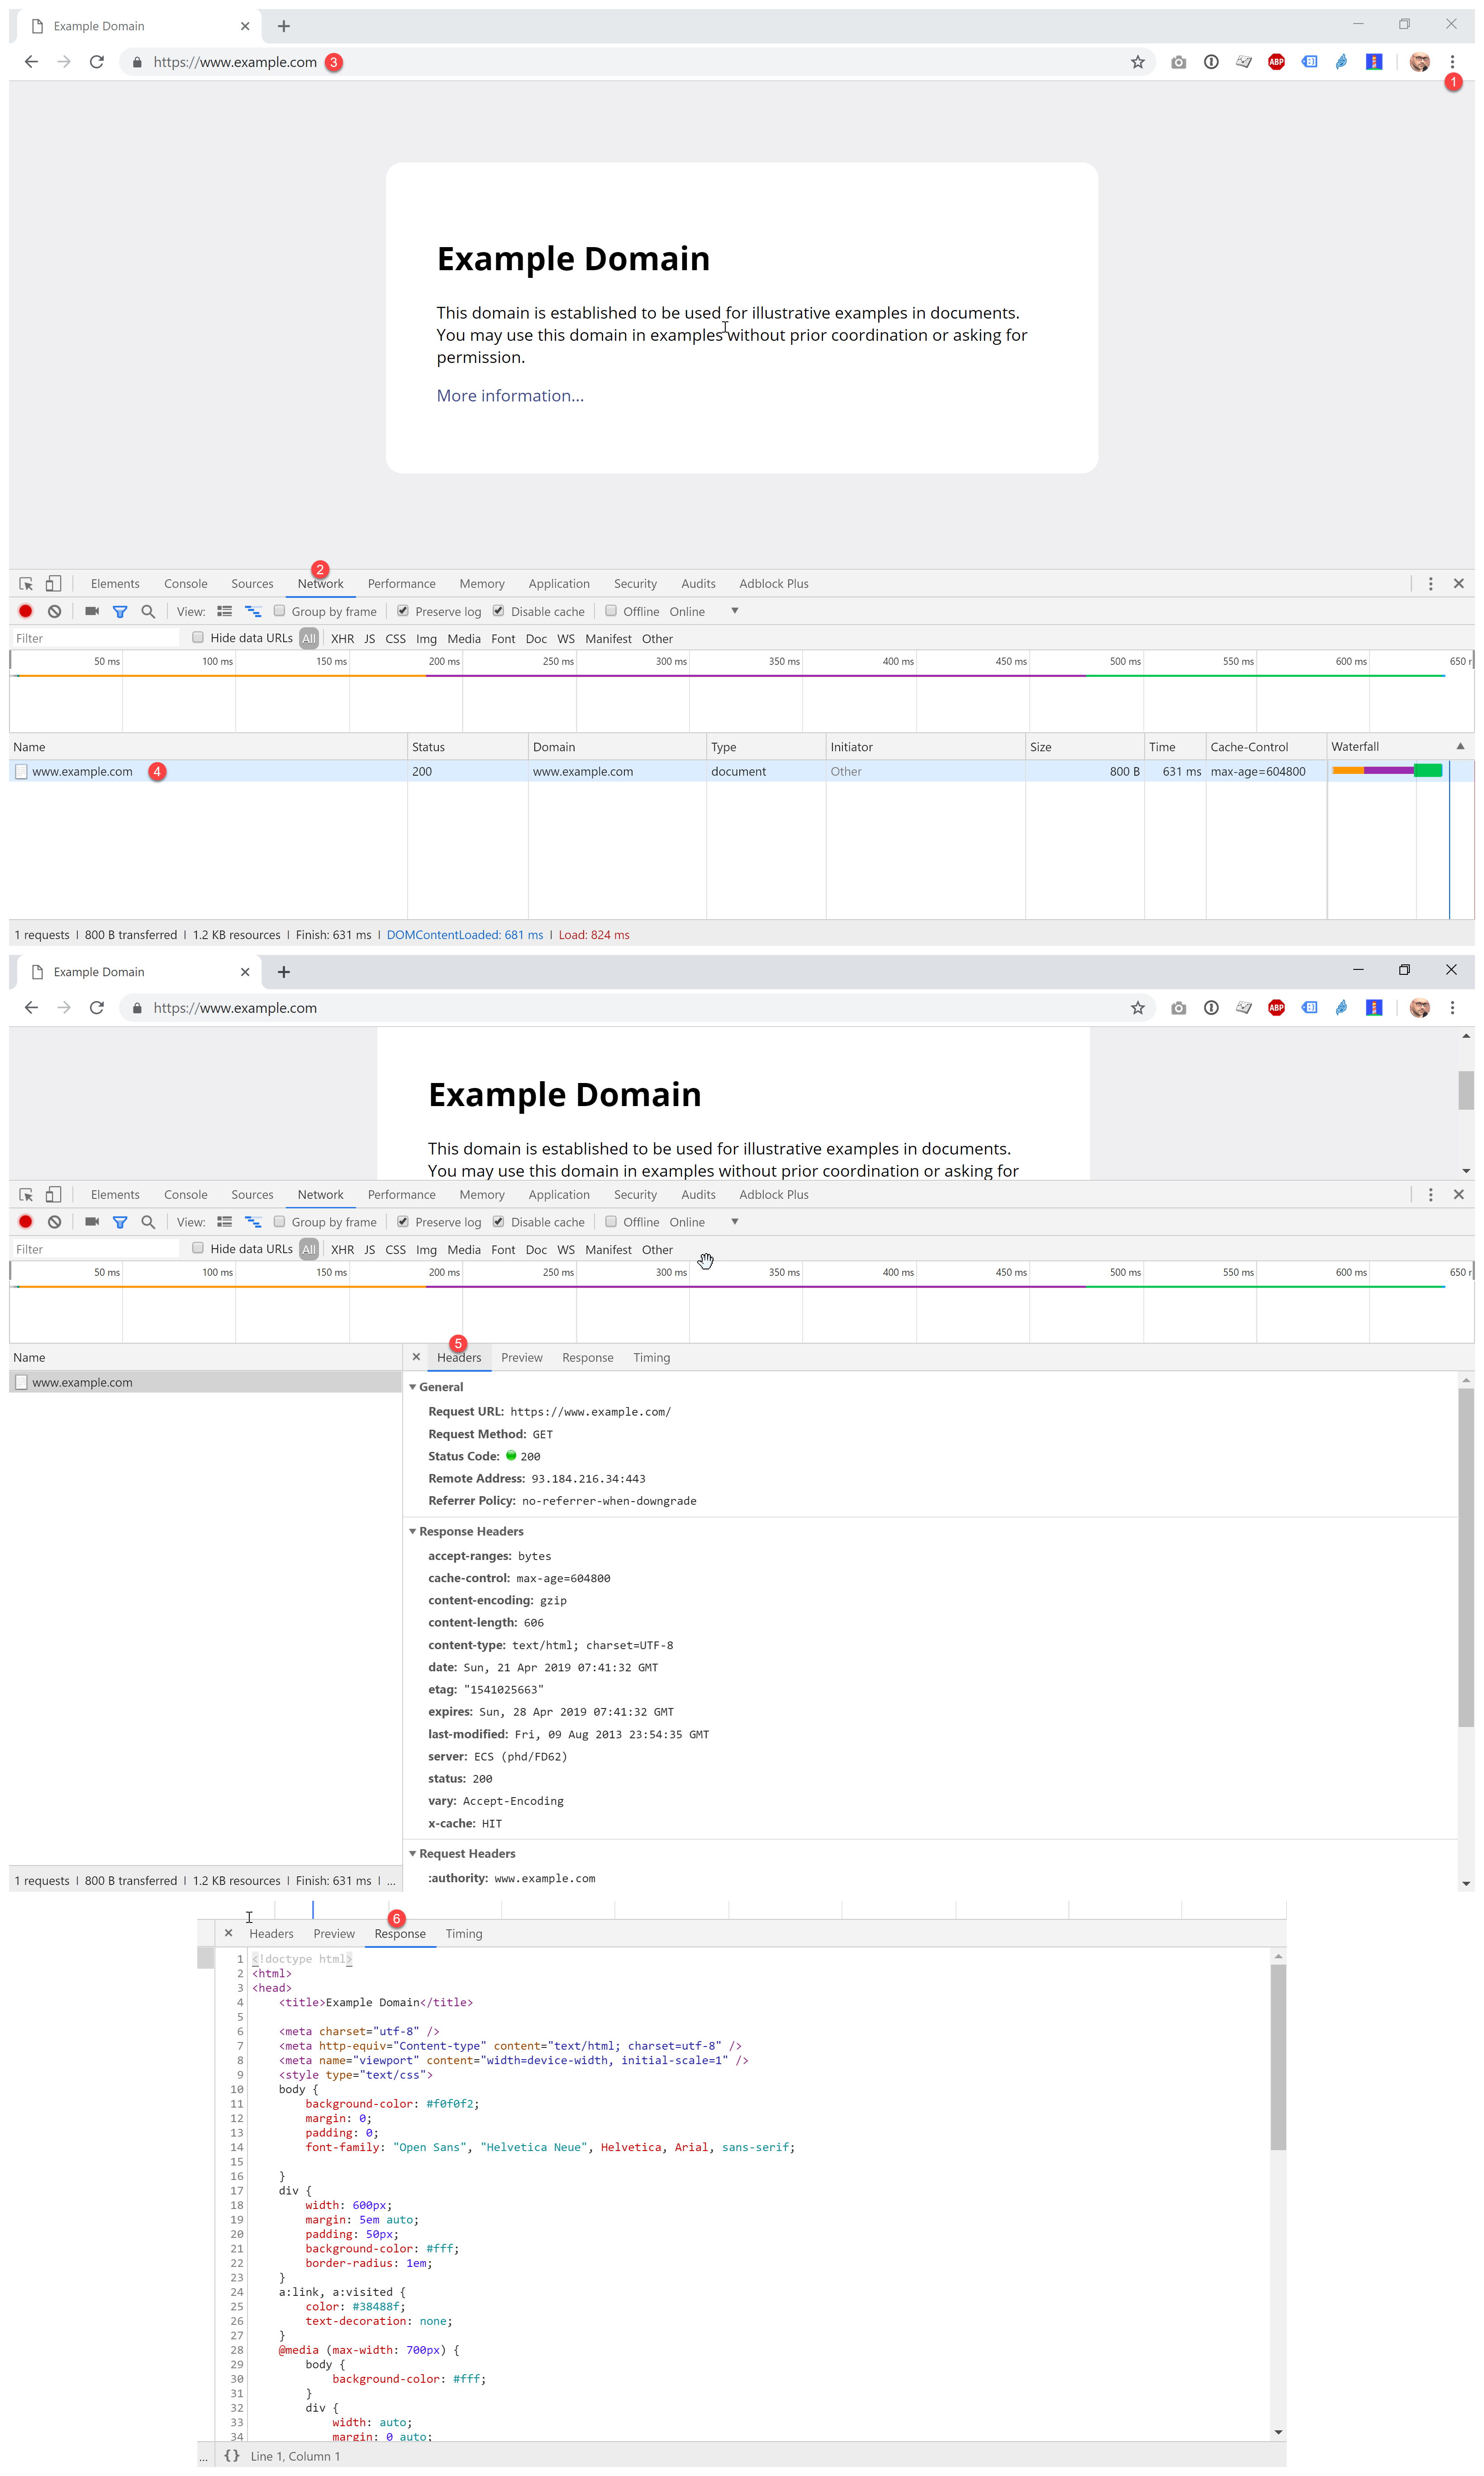 Example Domain
https://www.example.com 3
ABP
1
Example Domain
This domain is established to be used for illustrative examples in documents.
You may use this domain in examples without prior coordination or asking for
permission.
More information...
2
Elements Console Sources Network Performance Memory Application Security Audits Adblock Plus
View: Group by frame Preserve log Disable cache Offline Online
Filter Hide data URLs All XHR JS CSS Img Media Font Doc WS Manifest Other
50 ms 100 ms 150 ms 200 ms 250 ms 300 ms 350 ms 400 ms 450 ms 500 ms 550 ms 600 ms 650
Name Status Domain Type Initiator Size Time Cache-Control Waterfall
www.example.com 4 200 www.example.com document Other 800 B 631 ms max-age=604800
1 requests | 800 B transferred | 1.2 KB resources | Finish: 631 ms | DOMContentLoaded: 681 ms | Load: 824 ms
Example Domain
https://www.example.com
ABP
Example Domain
This domain is established to be used for illustrative examples in documents.
You may use this domain in examples without prior coordination or asking for
Elements Console Sources Network Performance Memory Application Security Audits Adblock Plus
View: Group by frame Preserve log Disable cache Offline Online
Filter Hide data URLs All XHR JS CSS Img Media Font Doc WS Manifest Other
50 ms 100 ms 150 ms 200 ms 250 ms 300 ms 350 ms 400 ms 450 ms 500 ms 550 ms 600 ms 650
5
Name Headers Preview Response Timing
www.example.com
General
Request URL: https://www.example.com/
Request Method: GET
Status Code: 200
Remote Address: 93.184.216.34:443
Referrer Policy: no-referrer-when-downgrade
Response Headers
accept-ranges: bytes
cache-control: max-age=604800
content-encoding: gzip
content-length: 606
content-type: text/html; charset=UTF-8
date: Sun, 21 Apr 2019 07:41:32 GMT
etag: "1541025663"
expires: Sun, 28 Apr 2019 07:41:32 GMT
last-modified: Fri, 09 Aug 2013 23:54:35 GMT
server: ECS (phd/FD62)
status: 200
vary: Accept-Encoding
x-cache: HIT
Request Headers
:authority: www.example.com
1 requests | 800 B transferred | 1.2 KB resources | Finish: 631 ms | ...
6
Headers Preview Response Timing
1 <!doctype html>
2 <html>
3 <head>
4 <title>Example Domain</title>
5
6 <meta charset="utf-8" />
7 <meta http-equiv="Content-type" content="text/html; charset=utf-8" />
8 <meta name="viewport" content="width=device-width, initial-scale=1" />
9 <style type="text/css">
10 body {
11 background-color: #f0f0f2;
12 margin: 0;
13 padding: 0;
14 font-family: "Open Sans", "Helvetica Neue", Helvetica, Arial, sans-serif;
15
16 }
17 div {
18 width: 600px;
19 margin: 5em auto;
20 padding: 50px;
21 background-color: #fff;
22 border-radius: 1em;
23 }
24 a:link, a:visited {
25 color: #38488f;
26 text-decoration: none;
27 }
28 @media (max-width: 700px) {
29 body {
30 background-color: #fff;
31 }
32 div {
33 width: auto;
34 margin: 0 auto;
... {} Line 1, Column 1